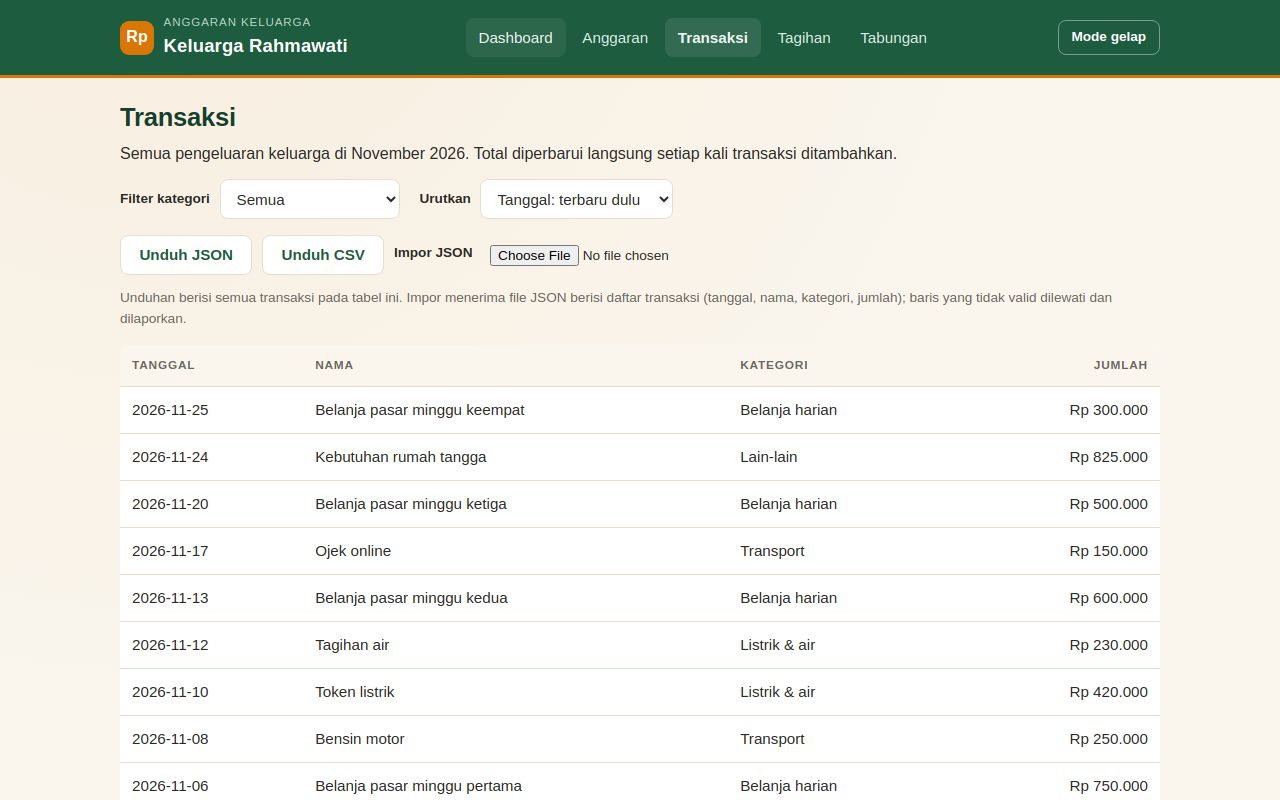 Rp
ANGGARAN KELUARGA
Keluarga Rahmawati
Dashboard Anggaran Transaksi Tagihan Tabungan
Mode gelap
Transaksi
Semua pengeluaran keluarga di November 2026. Total diperbarui langsung setiap kali transaksi ditambahkan.
Filter kategori Semua Urutkan Tanggal: terbaru dulu
Unduh JSON Unduh CSV Impor JSON Choose File No file chosen
Unduhan berisi semua transaksi pada tabel ini. Impor menerima file JSON berisi daftar transaksi (tanggal, nama, kategori, jumlah); baris yang tidak valid dilewati dan
dilaporkan.
TANGGAL NAMA KATEGORI JUMLAH
2026-11-25 Belanja pasar minggu keempat Belanja harian Rp 300.000
2026-11-24 Kebutuhan rumah tangga Lain-lain Rp 825.000
2026-11-20 Belanja pasar minggu ketiga Belanja harian Rp 500.000
2026-11-17 Ojek online Transport Rp 150.000
2026-11-13 Belanja pasar minggu kedua Belanja harian Rp 600.000
2026-11-12 Tagihan air Listrik & air Rp 230.000
2026-11-10 Token listrik Listrik & air Rp 420.000
2026-11-08 Bensin motor Transport Rp 250.000
2026-11-06 Belanja pasar minggu pertama Belanja harian Rp 750.000